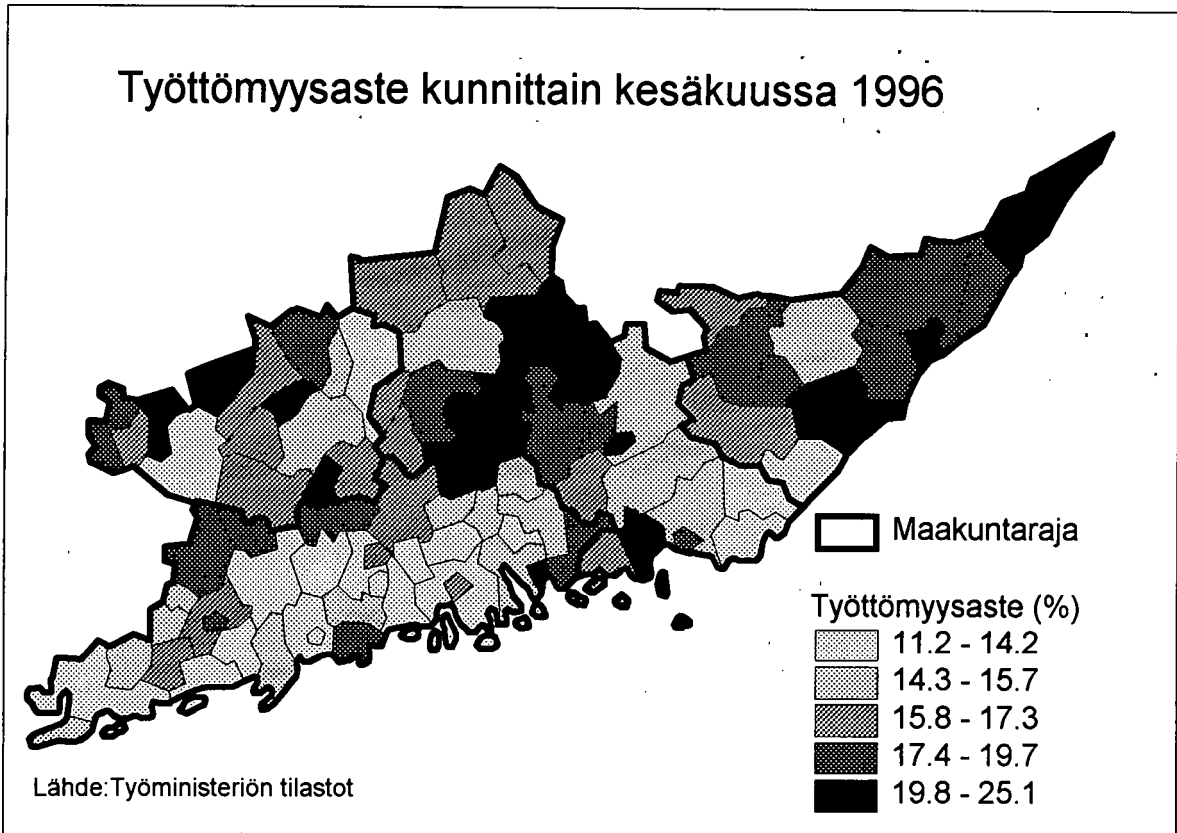 Työttömyysaste kunnittain kesäkuussa 1996
Maakuntaraja
Työttömyysaste (%)
11.2 - 14.2
14.3 - 15.7
15.8 - 17.3
17.4 - 19.7
19.8 - 25.1
Lähde:Työministeriön tilastot